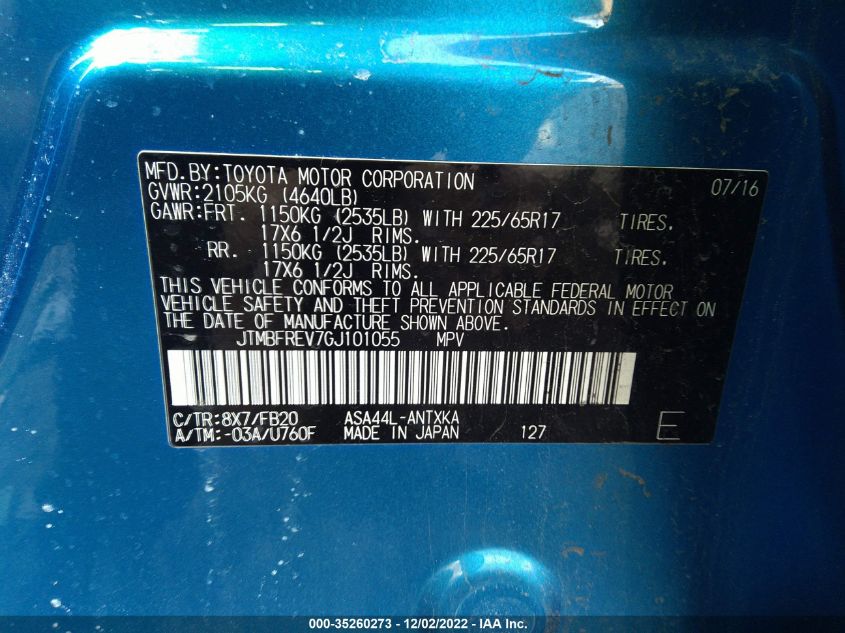 MFD.BY:TOYOTA MOTOR CORPORATION 07/16
GVWR:2105KG (4640LB)
GAWR:FRT. 1150KG (2535LB) WITH 225/65R17 TIRES.
17X6 1/2J RIMS.
RR. 1150KG (2535LB) WITH 225/65R17 TIRES.
17X6 1/2J RIMS.
THIS VEHICLE CONFORMS TO ALL APPLICABLE FEDERAL MOTOR
VEHICLE SAFETY AND THEFT PREVENTION STANDARDS IN EFFECT ON
THE DATE OF MANUFACTURE SHOWN ABOVE.
JTMBFREV7GJ101055 MPV
C/TR:8X7/FB20 ASA44L-ANTXKA
A/TM:-03A/U760F MADE IN JAPAN 127 E
000-35260273 - 12/02/2022 - IAA Inc.